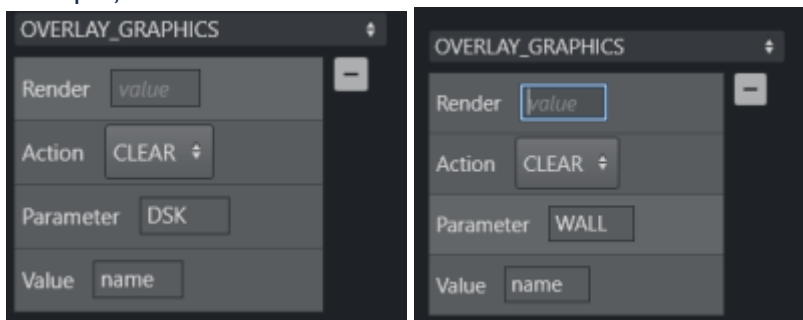 OVERLAY_GRAPHICS
Render value
Action CLEAR
Parameter DSK
Value name
OVERLAY_GRAPHICS
Render value
Action CLEAR
Parameter WALL
Value name